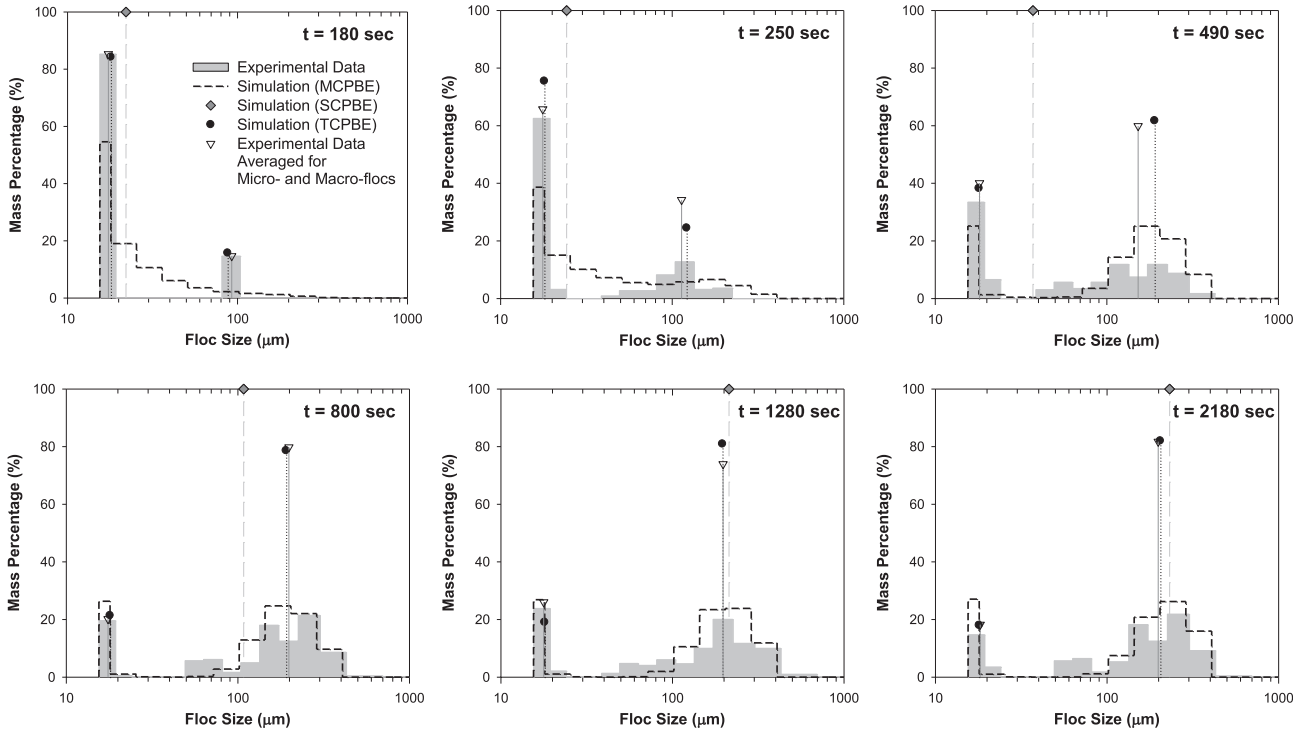 t = 180 sec
Experimental Data
Simulation (MCPBE)
Simulation (SCPBE)
Simulation (TCPBE)
Experimental Data
Averaged for
Micro- and Macro-flocs
Mass Percentage (%)
100
80
60
40
20
0
10
100
1000
Floc Size (μm)
t = 250 sec
Mass Percentage (%)
100
80
60
40
20
0
10
100
1000
Floc Size (μm)
t = 490 sec
Mass Percentage (%)
100
80
60
40
20
0
10
100
1000
Floc Size (μm)
t = 800 sec
Mass Percentage (%)
100
80
60
40
20
0
10
100
1000
Floc Size (μm)
t = 1280 sec
Mass Percentage (%)
100
80
60
40
20
0
10
100
1000
Floc Size (μm)
t = 2180 sec
Mass Percentage (%)
100
80
60
40
20
0
10
100
1000
Floc Size (μm)